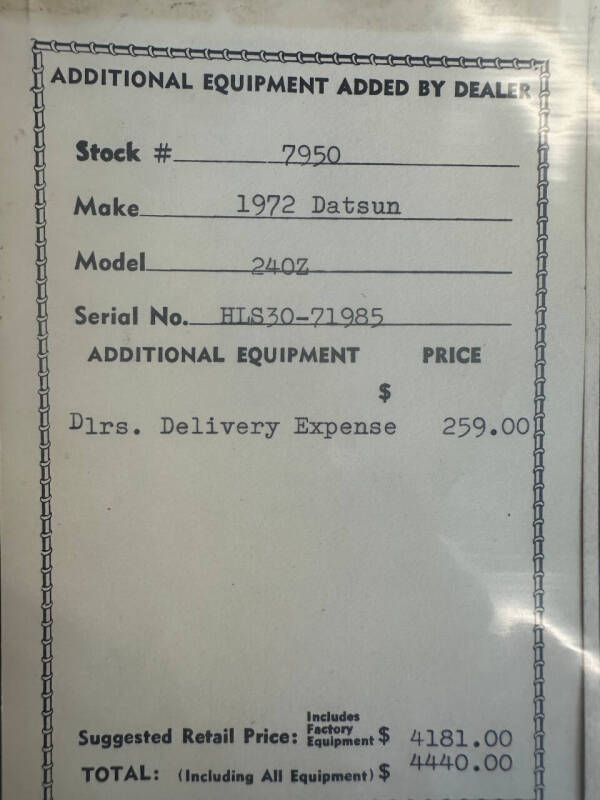 ADDITIONAL EQUIPMENT ADDED BY DEALER
Stock # 7950
Make 1972 Datsun
Model 240Z
Serial No. HLS30-71985
ADDITIONAL EQUIPMENT PRICE
$
Dlrs. Delivery Expense 259.00
Suggested Retail Price: Includes Factory Equipment $ 4181.00
TOTAL: (Including All Equipment) $ 4440.00